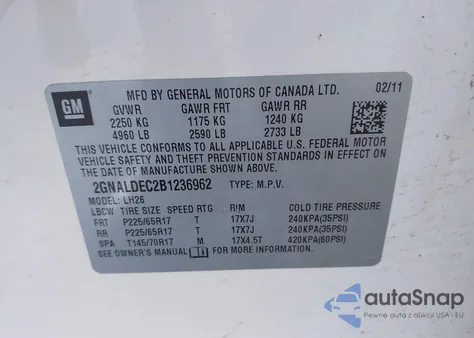 GM
MFD BY GENERAL MOTORS OF CANADA LTD. 02/11
GVWR GAWR FRT GAWR RR
2250 KG 1175 KG 1240 KG
4960 LB 2590 LB 2733 LB
THIS VEHICLE CONFORMS TO ALL APPLICABLE U.S. FEDERAL MOTOR
VEHICLE SAFETY AND THEFT PREVENTION STANDARDS IN EFFECT ON THE
DATE OF MANUFACTURE SHOWN ABOVE.
2GNALDEC2B1236962 TYPE: M.P.V.
MODEL: LH26
LBCW TIRE SIZE SPEED RTG RIM COLD TIRE PRESSURE
FRT P225/65R17 T 17X7J 240KPA(35PSI)
RR P225/65R17 T 17X7J 240KPA(35PSI)
SPA T145/70R17 M 17X4.5T 420KPA(60PSI)
SEE OWNER'S MANUAL FOR MORE INFORMATION.
autoSnap
Pewne auta z USA - EU